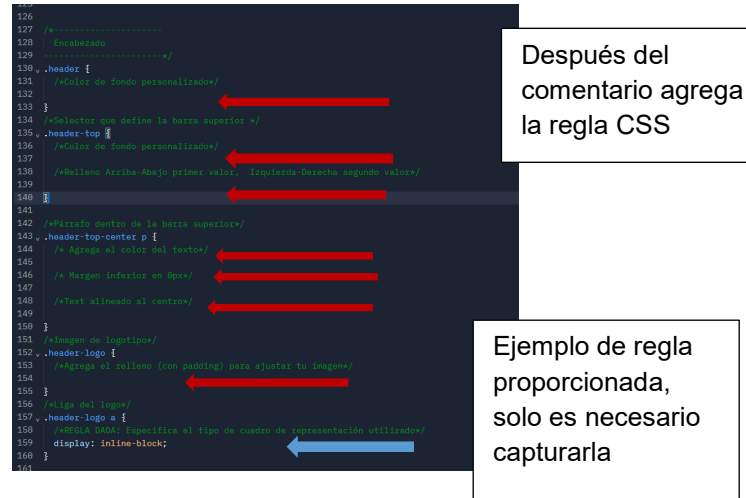 125
126
127 /*---------------------
128 Encabezado
129 ----------------------*/
130 .header {
131 /*Color de fondo personalizado*/
132
133 }
134 /*Selector que define la barra superior */
135 .header-top {
136 /*Color de fondo personalizado*/
137
138 /*Relleno Arriba-Abajo primer valor, Izquierda-Derecha segundo valor*/
139
140 }
141
142 /*Párrafo dentro de la barra superior*/
143 .header-top-center p {
144 /* Agrega el color del texto*/
145
146 /* Margen inferior en 0px*/
147
148 /*Text alineado al centro*/
149
150 }
151 /*Imagen de logotipo*/
152 .header-logo {
153 /*Agrega el relleno (con padding) para ajustar tu imagen*/
154
155 }
156 /*Liga del logo*/
157 .header-logo a {
158 /*REGLA DADA: Especifica el tipo de cuadro de representación utilizado*/
159 display: inline-block;
160 }
161
Después del
comentario agrega
la regla CSS
Ejemplo de regla
proporcionada,
solo es necesario
capturarla